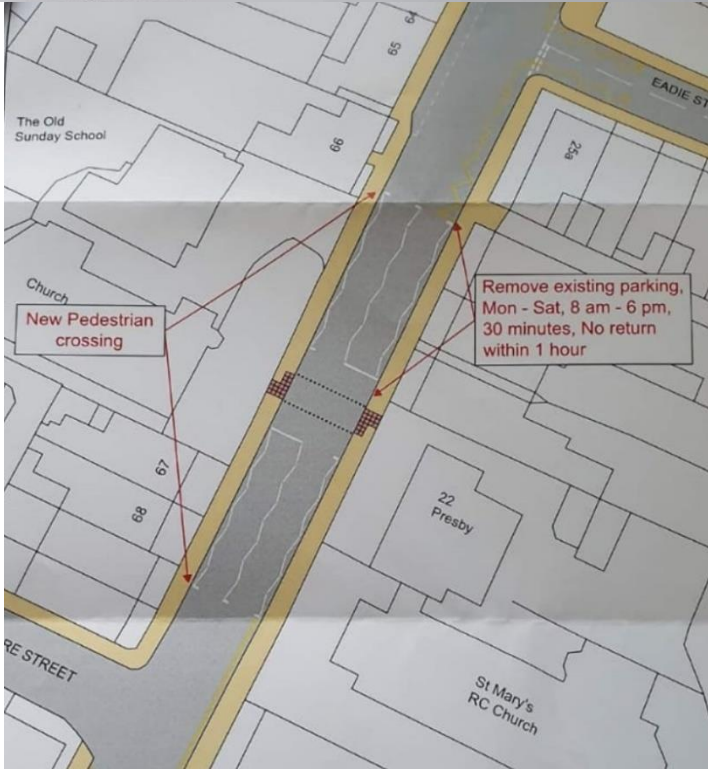 64
65
EADIE ST
The Old
Sunday School
66
25a
Church
Remove existing parking,
Mon - Sat, 8 am - 6 pm,
30 minutes, No return
within 1 hour
New Pedestrian
crossing
67
68
22
Presby
RE STREET
St Mary's
RC Church